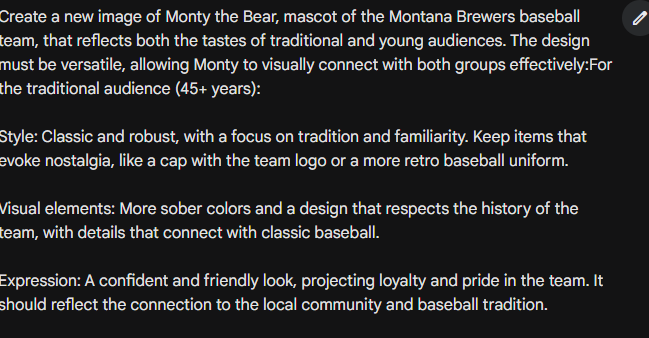 Create a new image of Monty the Bear, mascot of the Montana Brewers baseball
team, that reflects both the tastes of traditional and young audiences. The design
must be versatile, allowing Monty to visually connect with both groups effectively:For
the traditional audience (45+ years):
Style: Classic and robust, with a focus on tradition and familiarity. Keep items that
evoke nostalgia, like a cap with the team logo or a more retro baseball uniform.
Visual elements: More sober colors and a design that respects the history of the
team, with details that connect with classic baseball.
Expression: A confident and friendly look, projecting loyalty and pride in the team. It
should reflect the connection to the local community and baseball tradition.